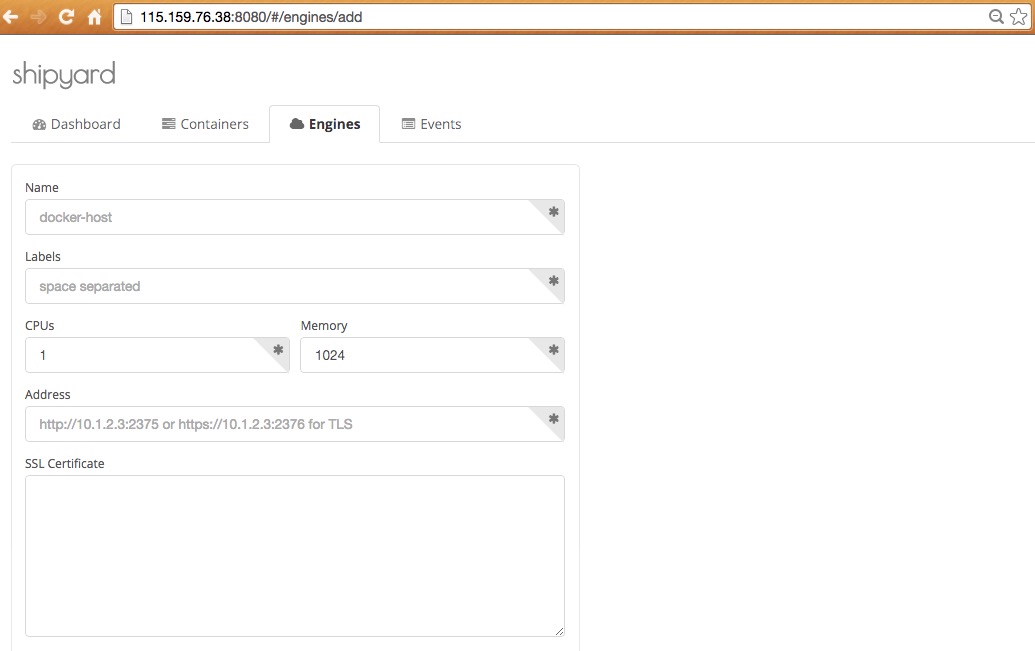 115.159.76.38:8080/#/engines/add
shipyard
Dashboard Containers Engines Events
Name
docker-host
Labels
space separated
CPUs Memory
1 1024
Address
http://10.1.2.3:2375 or https://10.1.2.3:2376 for TLS
SSL Certificate